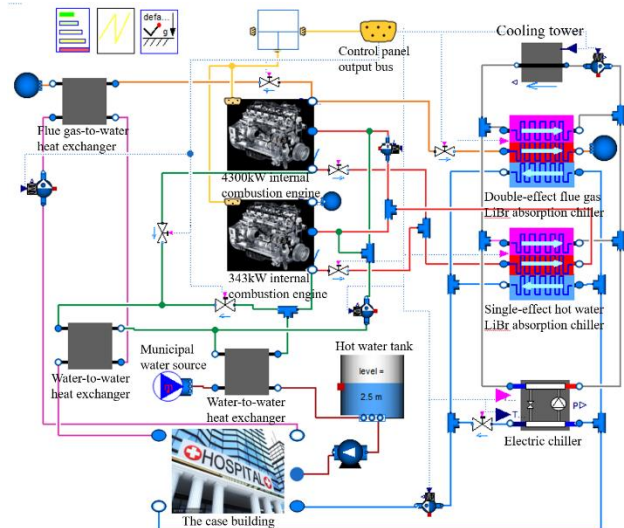 defa...
g
Control panel
output bus
Cooling tower
Flue gas-to-water
heat exchanger
4300kW internal
combustion engine
Double-effect flue gas
LiBr absorption chiller
343kW internal
combustion engine
Single-effect hot water
LiBr absorption chiller
Municipal
water source
Hot water tank
level =
2.5 m
Water-to-water
heat exchanger
m
Water-to-water
heat exchanger
P
T
Electric chiller
HOSPITAL
The case building